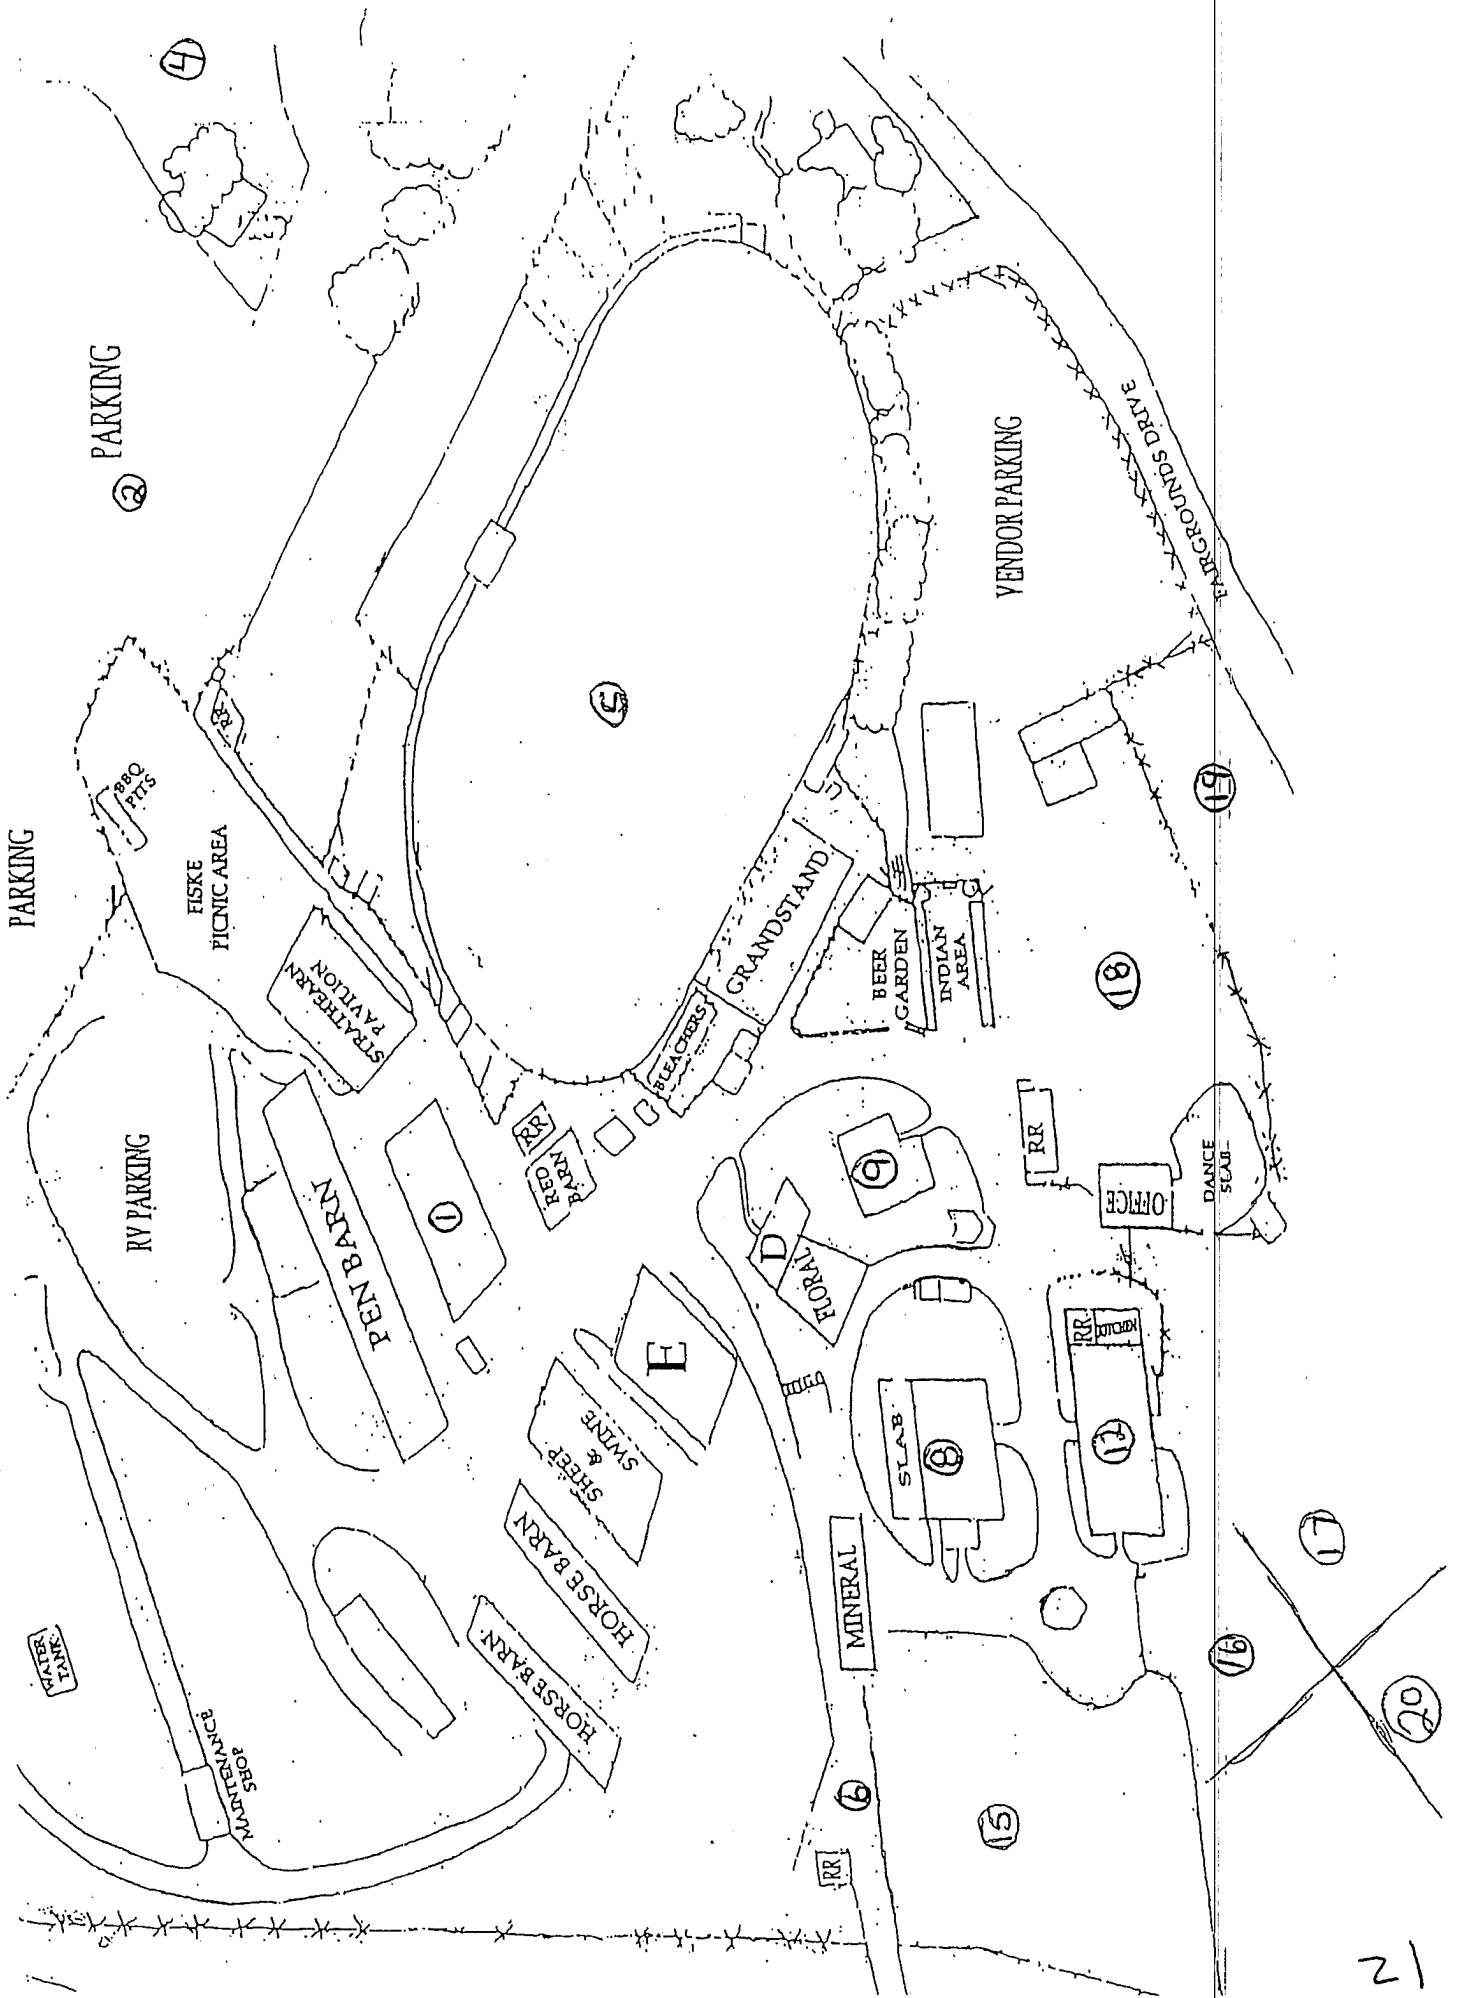 4
PARKING
2
PARKING
RR
BBQ
PITS
FISKE
PICNIC AREA
STRATHEARN
PAVILION
RV PARKING
PEN BARN
1
RR
RED
BARN
5
BLEACHERS
GRANDSTAND
BEER
GARDEN
INDIAN
AREA
VENDOR PARKING
FAIRGROUNDS DRIVE
19
18
RR
OFFICE
DANCE
SLAB
9
D
FLORAL
E
SWINE
&
SHEEP
HORSE BARN
HORSE BARN
SLAB
8
RR
12
MINERAL
WATER
TANK
MAINTENANCE
SHOP
6
RR
15
16
17
20
21